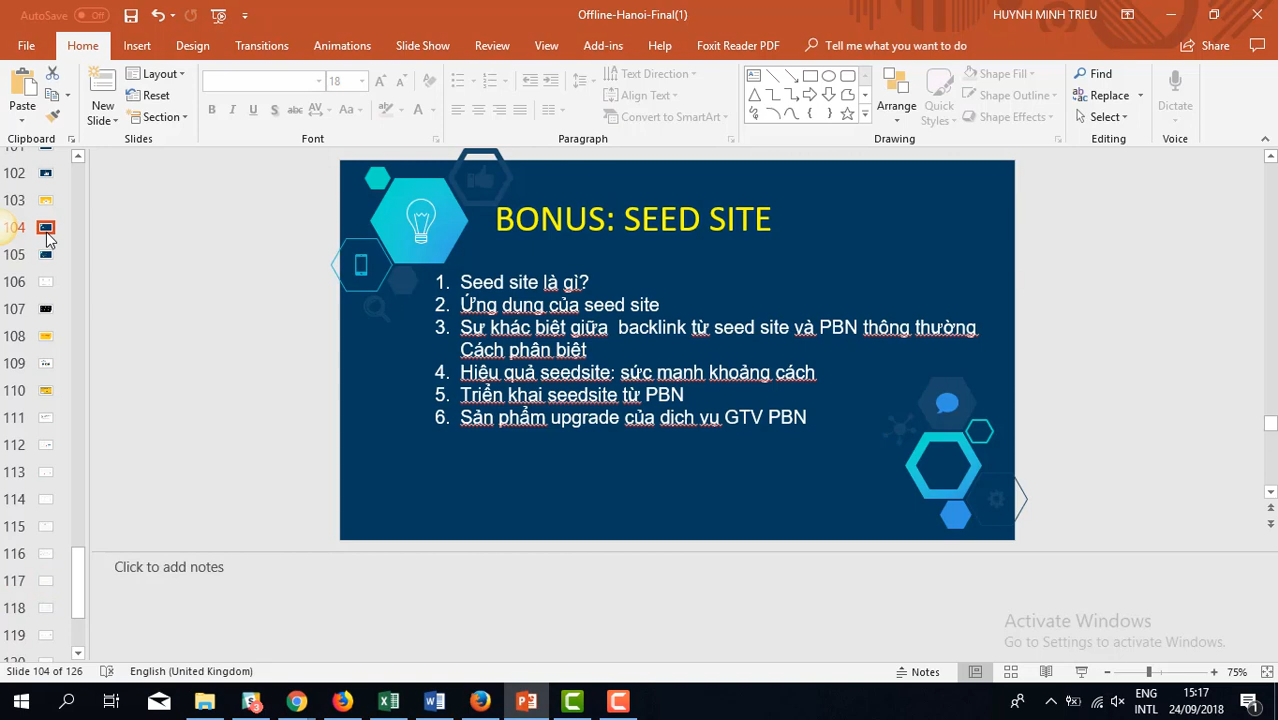 AutoSave Off Offline-Hanoi-Final(1) HUYNH MINH TRIEU
File Home Insert Design Transitions Animations Slide Show Review View Add-ins Help Foxit Reader PDF Tell me what you want to do Share
Paste New Slide Layout Reset Section 18 Text Direction Align Text Convert to SmartArt Arrange Quick Styles Shape Fill Shape Outline Shape Effects Find Replace Select Dictate
Clipboard Slides Font Paragraph Drawing Editing Voice
102
103
104
105
106
107
108
109
110
111
112
113
114
115
116
117
118
119
BONUS: SEED SITE
1. Seed site là gì?
2. Ứng dung của seed site
3. Sư khác biệt giữa backlink từ seed site và PBN thông thường
Cách phân biệt
4. Hiệu quả seedsite: sức manh khoảng cách
5. Triển khai seedsite từ PBN
6. Sản phẩm upgrade của dịch vụ GTV PBN
Click to add notes
Activate Windows
Go to Settings to activate Windows.
Slide 104 of 126 English (United Kingdom) Notes 75%
ENG 15:17
INTL 24/09/2018